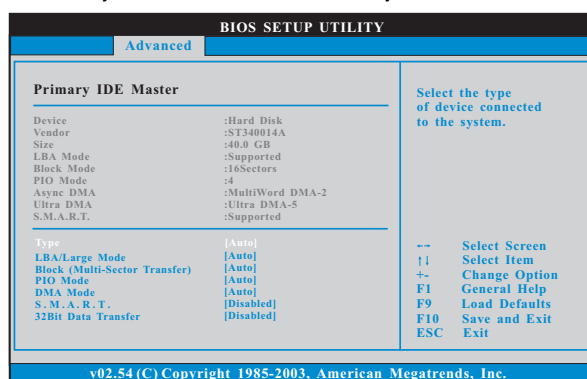 BIOS SETUP UTILITY
Advanced
Primary IDE Master
Device :Hard Disk
Vendor :ST340014A
Size :40.0 GB
LBA Mode :Supported
Block Mode :16Sectors
PIO Mode :4
Async DMA :MultiWord DMA-2
Ultra DMA :Ultra DMA-5
S.M.A.R.T. :Supported
Type [Auto]
LBA/Large Mode [Auto]
Block (Multi-Sector Transfer) [Auto]
PIO Mode [Auto]
DMA Mode [Auto]
S.M.A.R.T. [Disabled]
32Bit Data Transfer [Disabled]
Select the type
of device connected
to the system.
←→ Select Screen
↑↓ Select Item
+- Change Option
F1 General Help
F9 Load Defaults
F10 Save and Exit
ESC Exit
v02.54 (C) Copyright 1985-2003, American Megatrends, Inc.